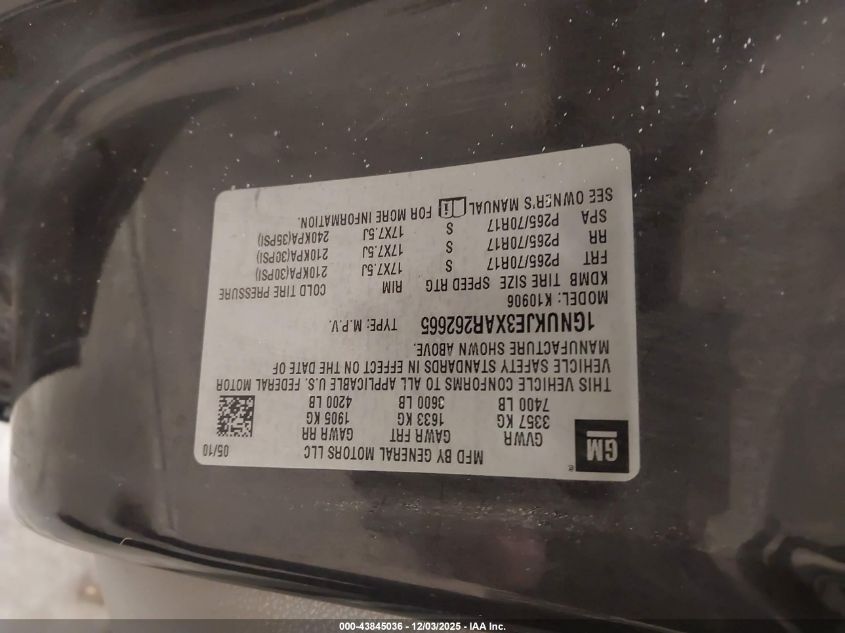 MFD BY GENERAL MOTORS LLC 05/10
GM
GVWR GAWR FRT GAWR RR
3357 KG 1633 KG 1905 KG
7400 LB 3600 LB 4200 LB
THIS VEHICLE CONFORMS TO ALL APPLICABLE U.S. FEDERAL MOTOR
VEHICLE SAFETY STANDARDS IN EFFECT ON THE DATE OF
MANUFACTURE SHOWN ABOVE.
1GNUKJE3XAR262665 TYPE: M.P.V.
MODEL: K10906
KDMB TIRE SIZE SPEED RTG RIM COLD TIRE PRESSURE
FRT P265/70R17 S 17X7.5J 210KPA(30PSI)
RR P265/70R17 S 17X7.5J 210KPA(30PSI)
SPA P265/70R17 S 17X7.5J 240KPA(35PSI)
SEE OWNER'S MANUAL FOR MORE INFORMATION.
000-43845036 - 12/03/2025 - IAA Inc.